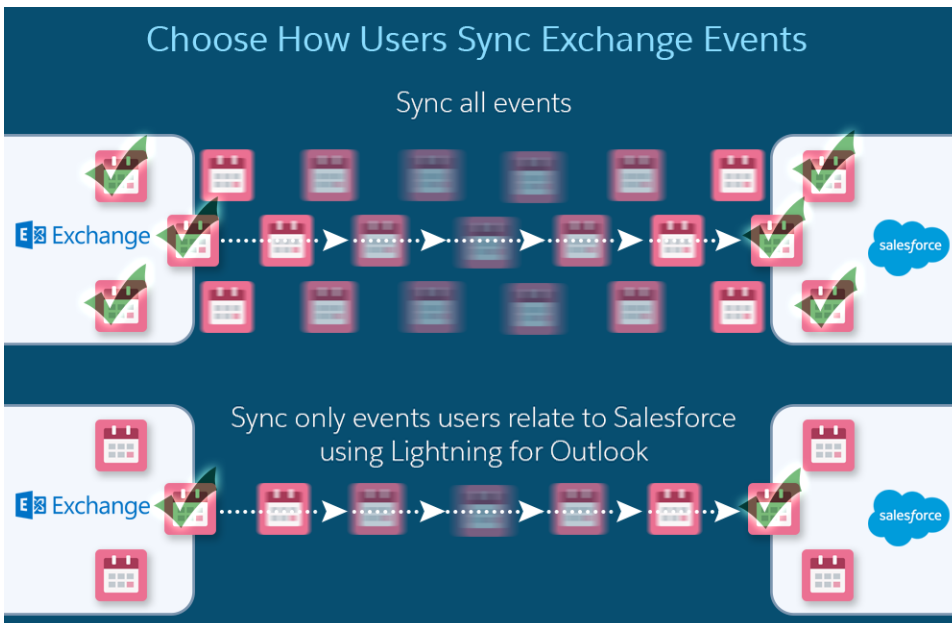 Choose How Users Sync Exchange Events
Sync all events
E Exchange
salesforce
Sync only events users relate to Salesforce
using Lightning for Outlook
E Exchange
salesforce